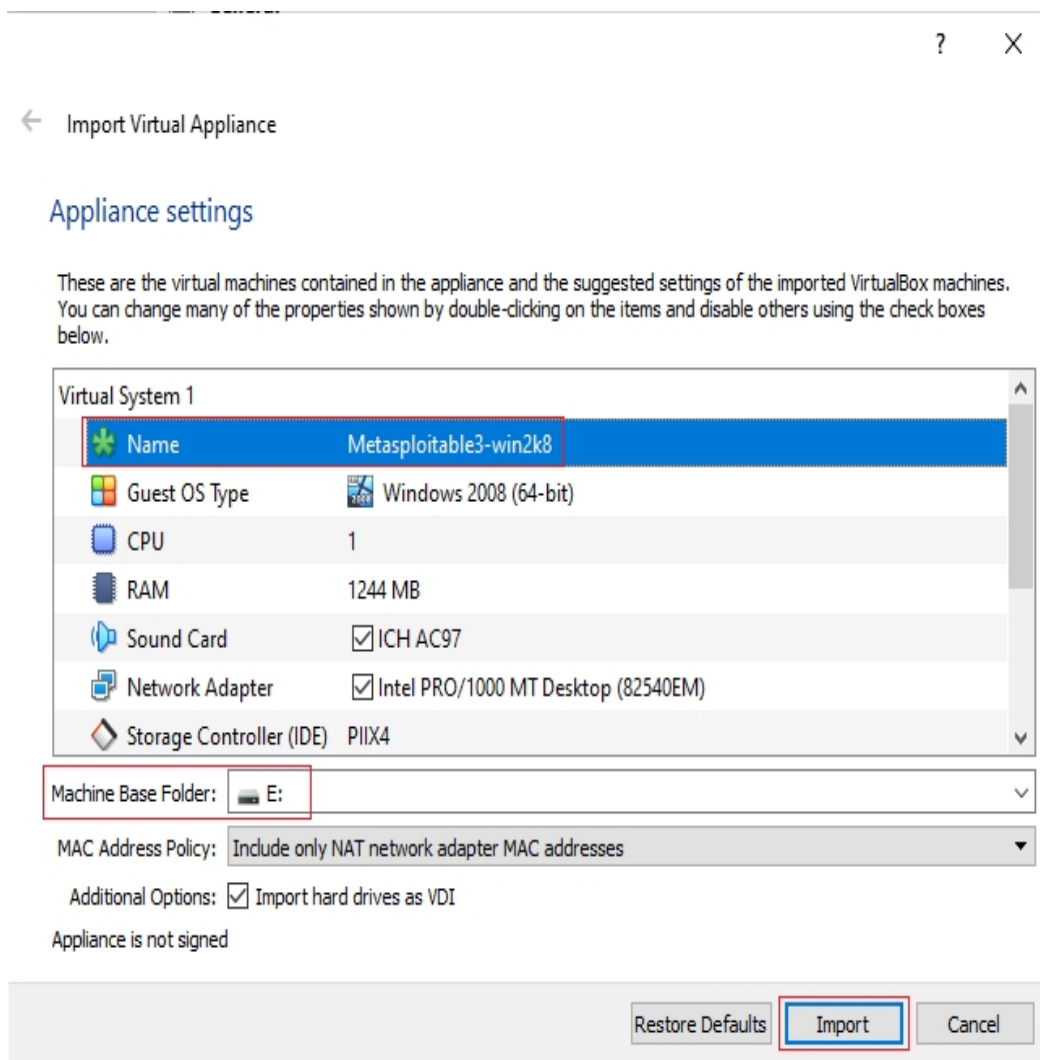 ?
Import Virtual Appliance
Appliance settings
These are the virtual machines contained in the appliance and the suggested settings of the imported VirtualBox machines.
You can change many of the properties shown by double-clicking on the items and disable others using the check boxes
below.
Virtual System 1
Name Metasploitable3-win2k8
Guest OS Type Windows 2008 (64-bit)
CPU 1
RAM 1244 MB
Sound Card ICH AC97
Network Adapter Intel PRO/1000 MT Desktop (82540EM)
Storage Controller (IDE) PIIX4
Machine Base Folder: E:
MAC Address Policy: Include only NAT network adapter MAC addresses
Additional Options: Import hard drives as VDI
Appliance is not signed
Restore Defaults Import Cancel